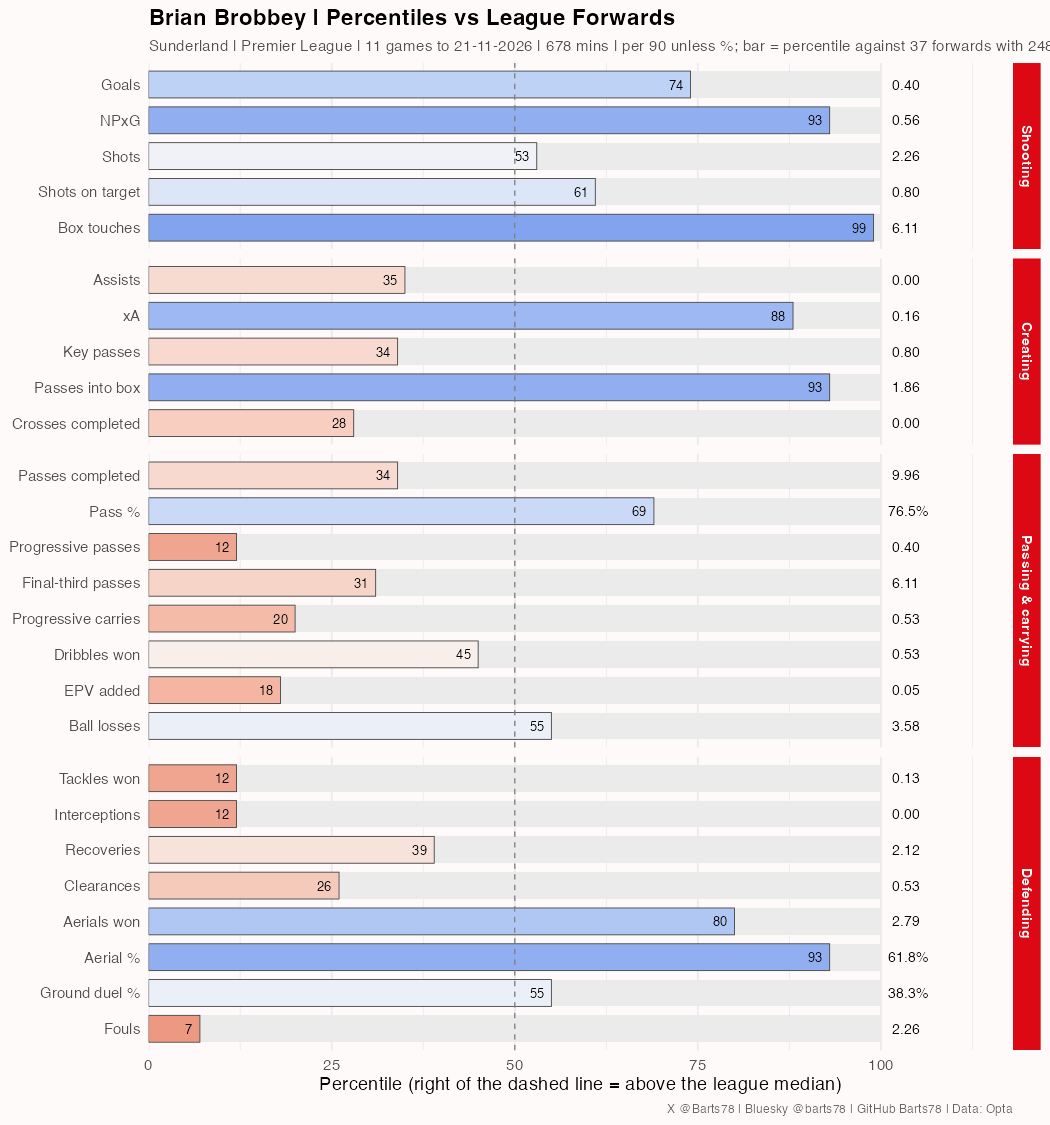 Brian Brobbey | Percentiles vs League Forwards
Sunderland | Premier League | 11 games to 21-11-2026 | 678 mins | per 90 unless %; bar = percentile against 37 forwards with 248
Goals 74 0.40
NPxG 93 0.56
Shots 53 2.26
Shots on target 61 0.80
Box touches 99 6.11
Shooting
Assists 35 0.00
xA 88 0.16
Key passes 34 0.80
Passes into box 93 1.86
Crosses completed 28 0.00
Creating
Passes completed 34 9.96
Pass % 69 76.5%
Progressive passes 12 0.40
Final-third passes 31 6.11
Progressive carries 20 0.53
Dribbles won 45 0.53
EPV added 18 0.05
Ball losses 55 3.58
Passing & carrying
Tackles won 12 0.13
Interceptions 12 0.00
Recoveries 39 2.12
Clearances 26 0.53
Aerials won 80 2.79
Aerial % 93 61.8%
Ground duel % 55 38.3%
Fouls 7 2.26
Defending
0 25 50 75 100
Percentile (right of the dashed line = above the league median)
X @Barts78 | Bluesky @barts78 | GitHub Barts78 | Data: Opta